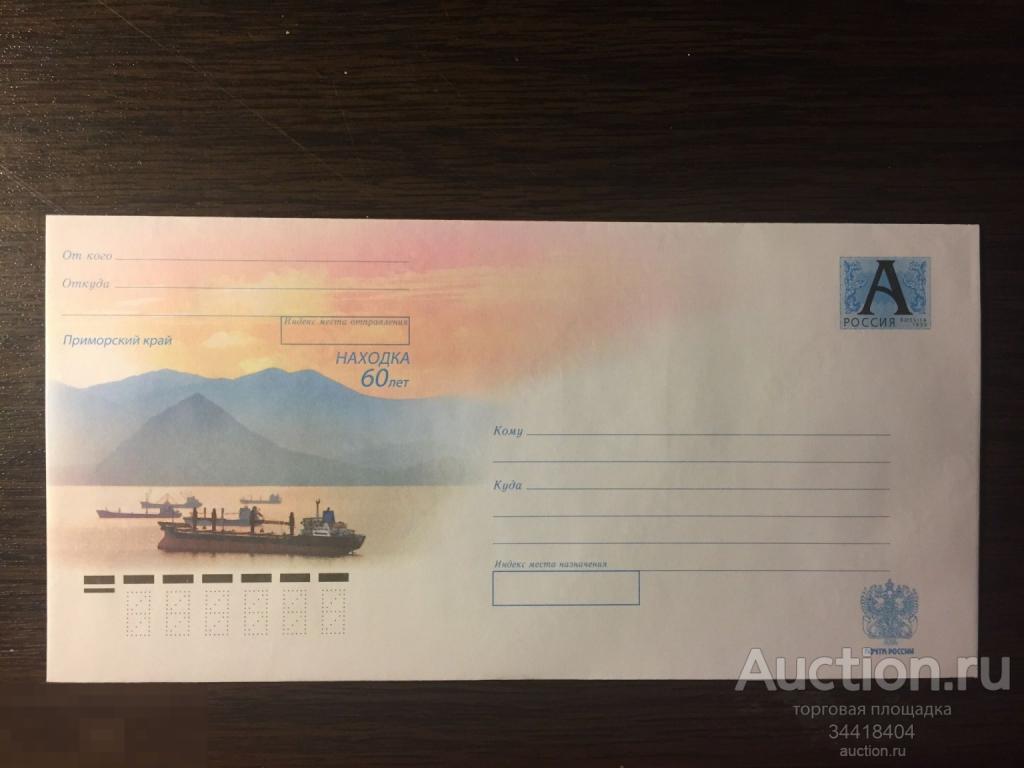 От кого
Откуда
Индекс места отправления
Приморский край
НАХОДКА
60 лет
А
РОССИЯ
Кому
Куда
Индекс места назначения
ПОЧТА РОССИИ
Auction.ru
торговая площадка
34418404
auction.ru